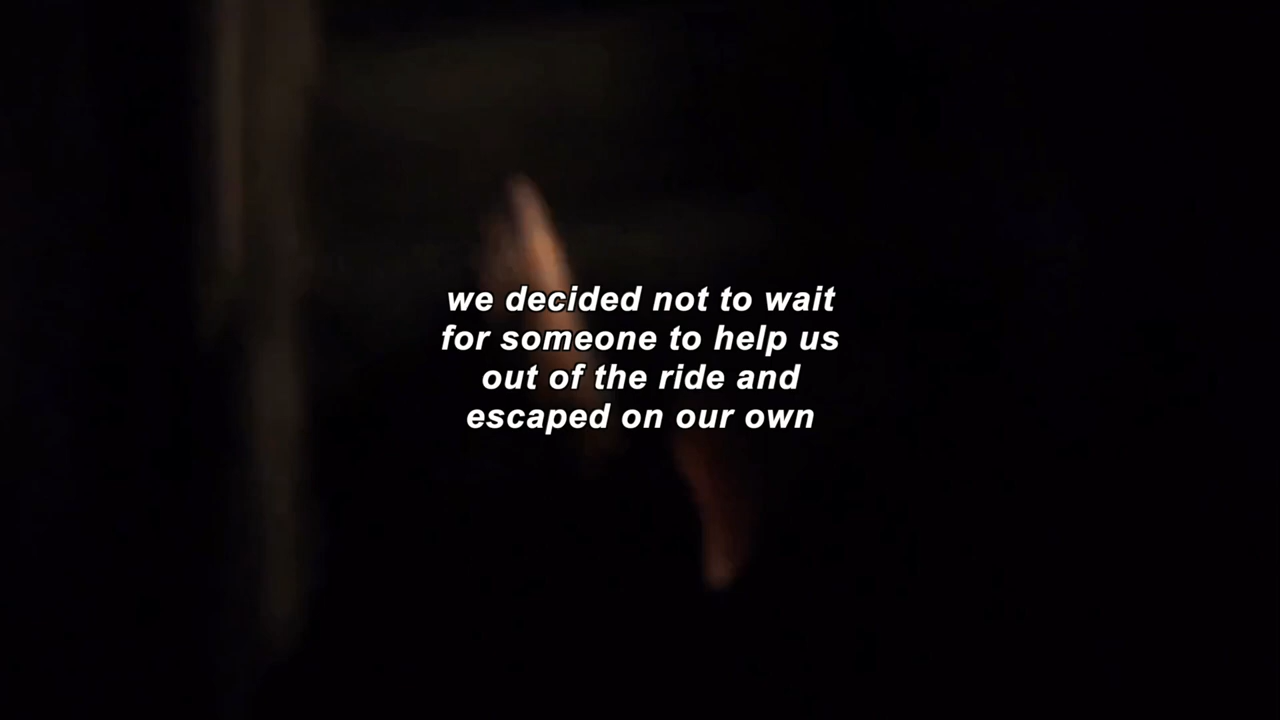 we decided not to wait
for someone to help us
out of the ride and
escaped on our own